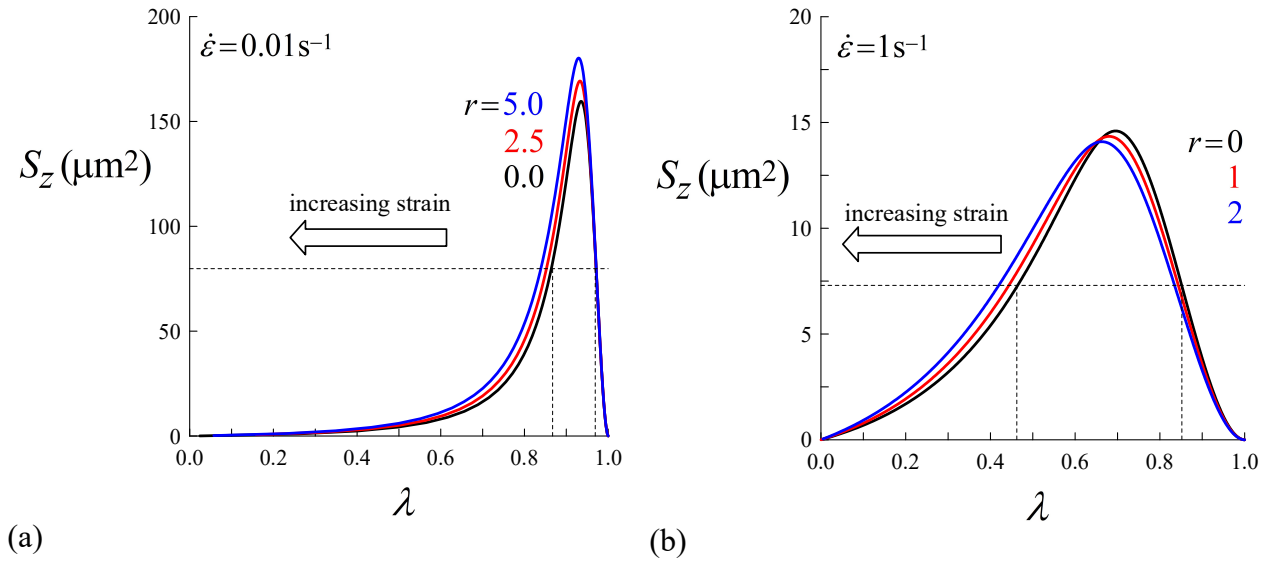 200
ε̇=0.01s⁻¹
150
r=5.0
2.5
0.0
S_z(μm²)
increasing strain
100
50
0
0.0 0.2 0.4 0.6 0.8 1.0
λ
(a)
20
ε̇=1s⁻¹
15
r=0
1
2
S_z(μm²)
increasing strain
10
5
0
0.0 0.2 0.4 0.6 0.8 1.0
λ
(b)